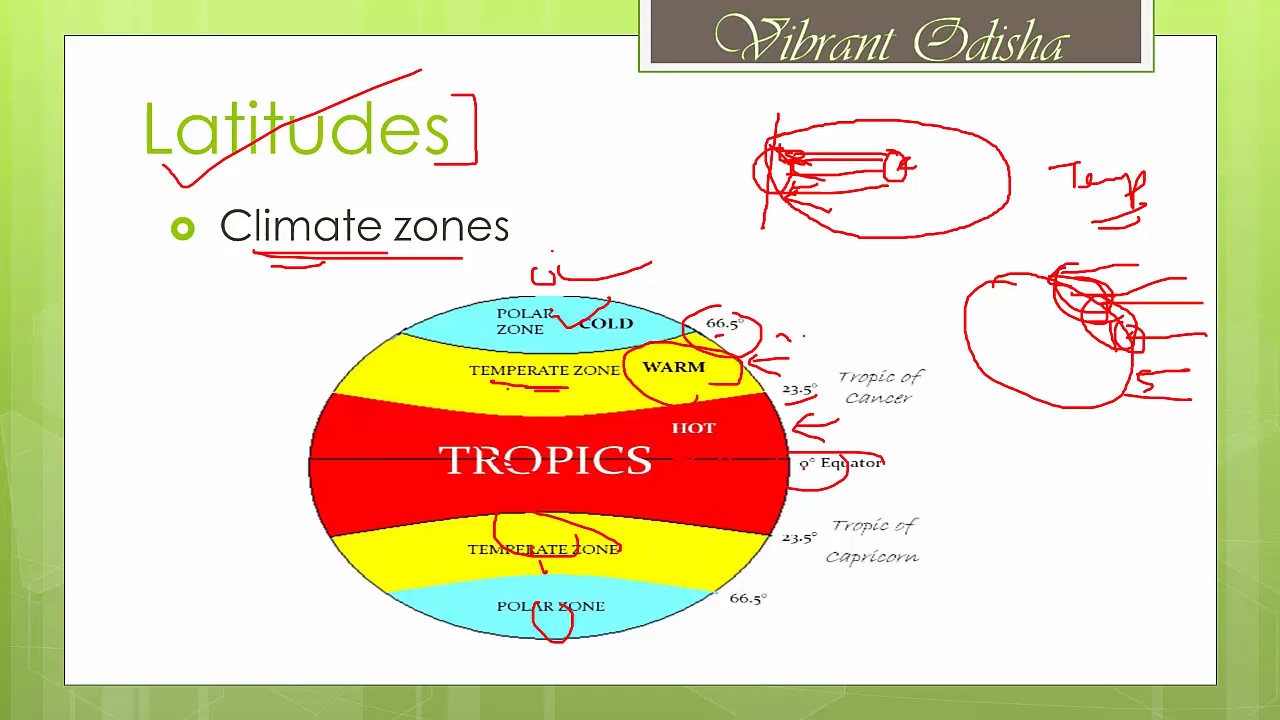 Vibrant Odisha
Latitudes
Climate zones
Temp
POLAR
ZONE
COLD
66.5°
TEMPERATE ZONE
WARM
23.5°
Tropic of
Cancer
HOT
TROPICS
0° Equator
23.5°
Tropic of
Capricorn
TEMPERATE ZONE
POLAR ZONE
66.5°